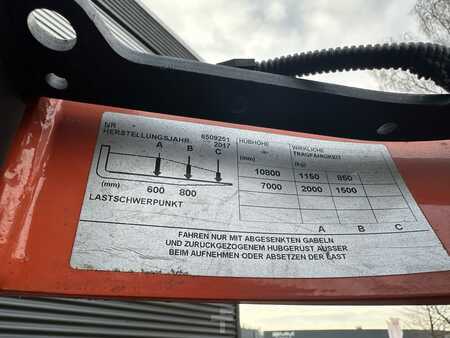 NR 6509251
HERSTELLUNGSJAHR 2017
A B C
(mm) 600 800
LASTSCHWERPUNKT
HUBHÖHE WIRKLICHE TRAGFÄHIGKEIT
(mm) (kg)
10800 1150 850
7000 2000 1500
A B C
FAHREN NUR MIT ABGESENKTEN GABELN
UND ZURÜCKGEZOGENEM HUBGERÜST AUSSER
BEIM AUFNEHMEN ODER ABSETZEN DER LAST